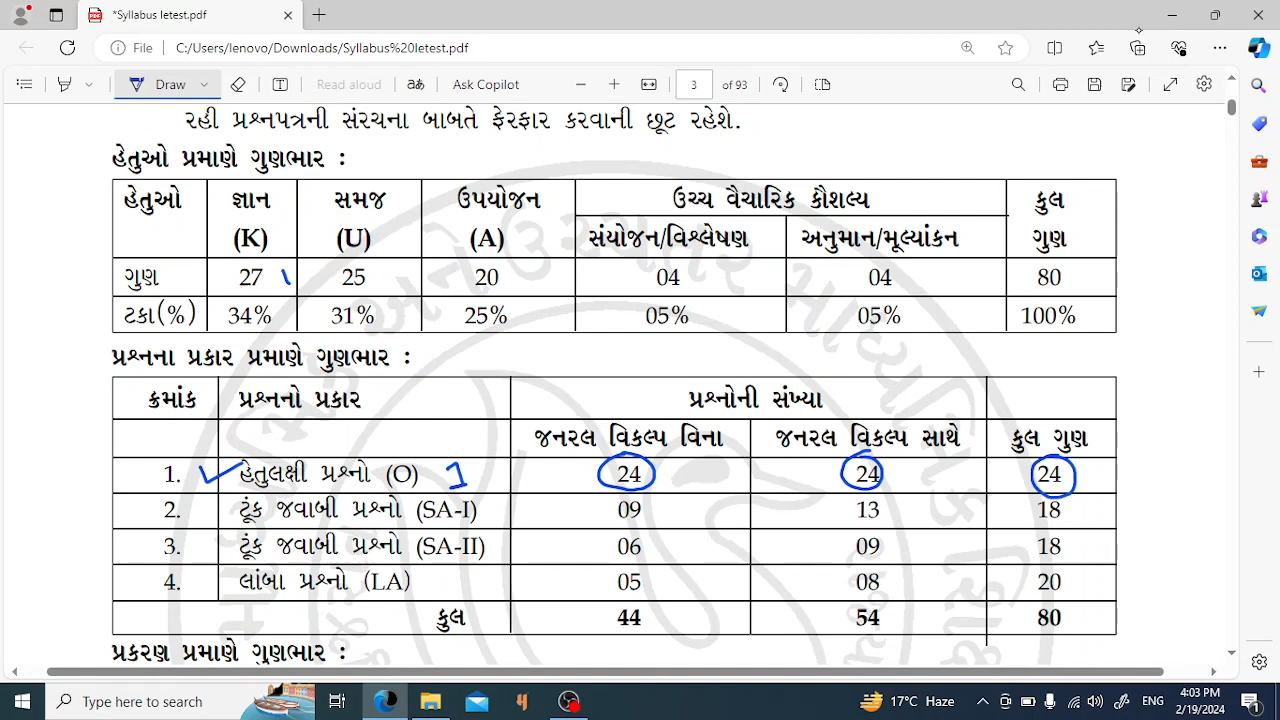 *Syllabus letest.pdf
File C:/Users/lenovo/Downloads/Syllabus%20letest.pdf
Draw Read aloud Ask Copilot 3 of 93
રહી પ્રશ્નપત્રની સંરચના બાબતે ફેરફાર કરવાની છૂટ રહેશે.
હેતુઓ પ્રમાણે ગુણભાર :
હેતુઓ જ્ઞાન સમજ ઉપયોજન ઉચ્ચ વૈચારિક કૌશલ્ય કુલ
(K) (U) (A) સંયોજન/વિશ્લેષણ અનુમાન/મૂલ્યાંકન ગુણ
ગુણ 27 25 20 04 04 80
ટકા(%) 34% 31% 25% 05% 05% 100%
પ્રશ્નના પ્રકાર પ્રમાણે ગુણભાર :
ક્રમાંક પ્રશ્નનો પ્રકાર પ્રશ્નોની સંખ્યા
જનરલ વિકલ્પ વિના જનરલ વિકલ્પ સાથે કુલ ગુણ
1. હેતુલક્ષી પ્રશ્નો (O) 1 24 24 24
2. ટૂંક જવાબી પ્રશ્નો (SA-I) 09 13 18
3. ટૂંક જવાબી પ્રશ્નો (SA-II) 06 09 18
4. લાંબા પ્રશ્નો (LA) 05 08 20
કુલ 44 54 80
પ્રકરણ પ્રમાણે ગુણભાર :
Type here to search 17°C Haze ENG 4:03 PM
2/19/2024